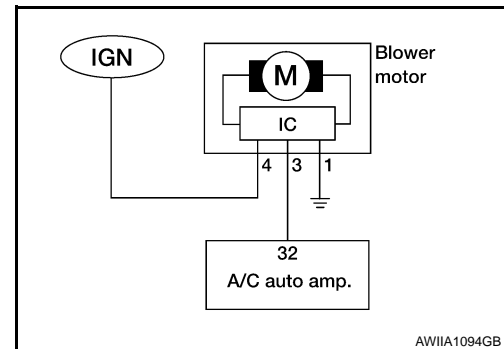 IGN
Blower
motor
M
IC
4 3 1
32
A/C auto amp.
AWIIA1094GB